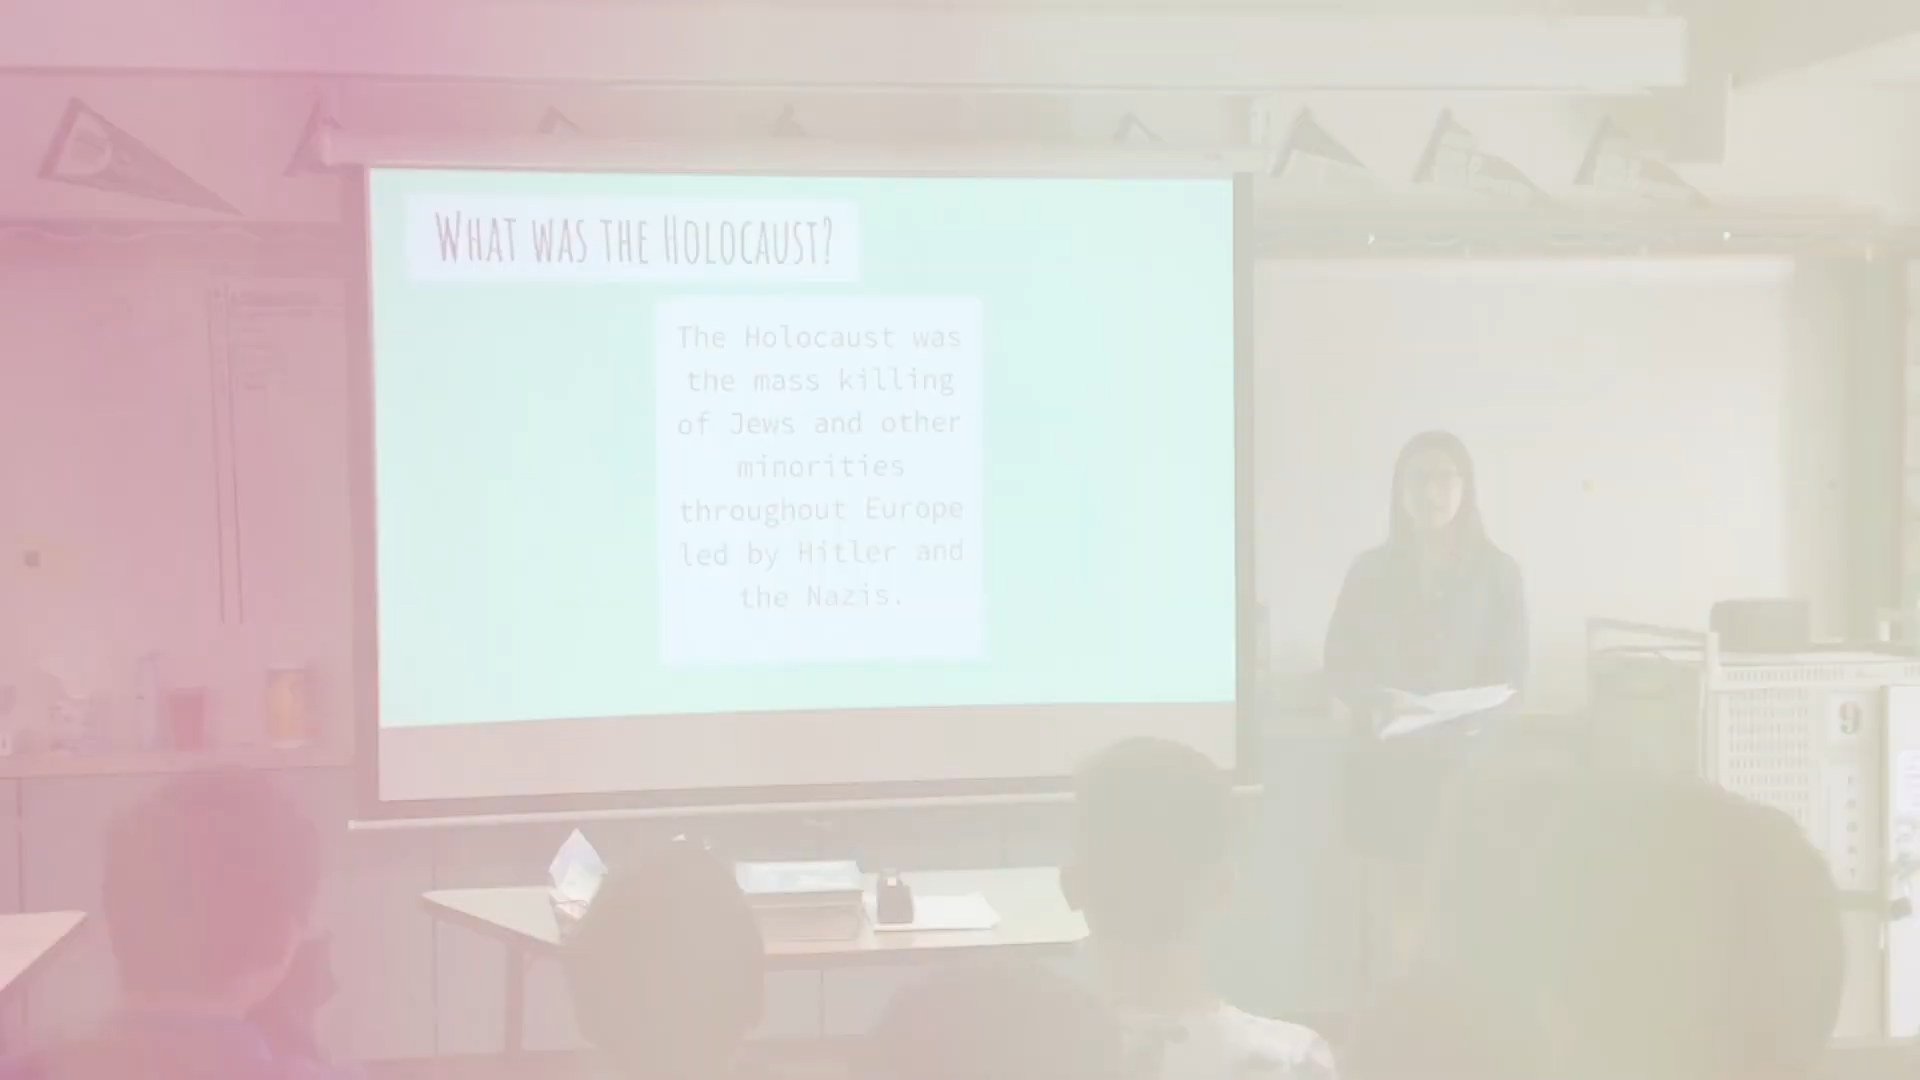 WHAT WAS THE HOLOCAUST?
The Holocaust was
the mass killing
of Jews and other
minorities
throughout Europe
led by Hitler and
the Nazis.
9